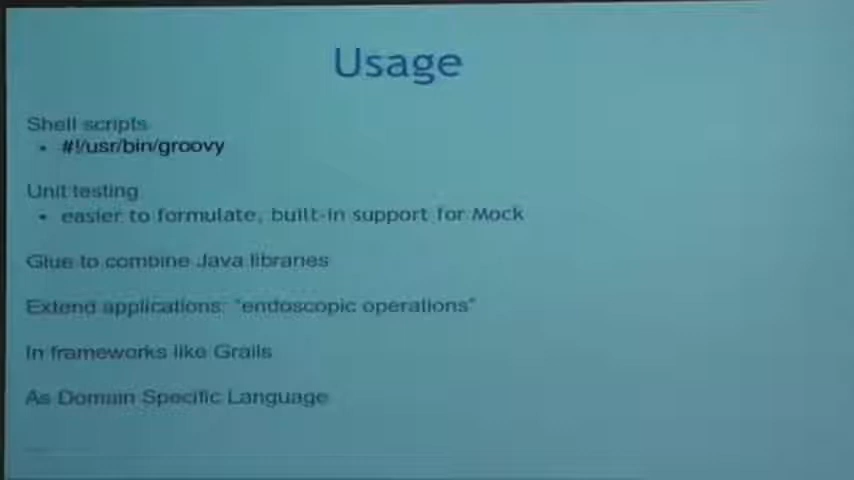 Usage
Shell scripts
• #!/usr/bin/groovy
Unit testing
• easier to formulate, built-in support for Mock
Glue to combine Java libraries
Extend applications: "endoscopic operations"
In frameworks like Grails
As Domain Specific Language